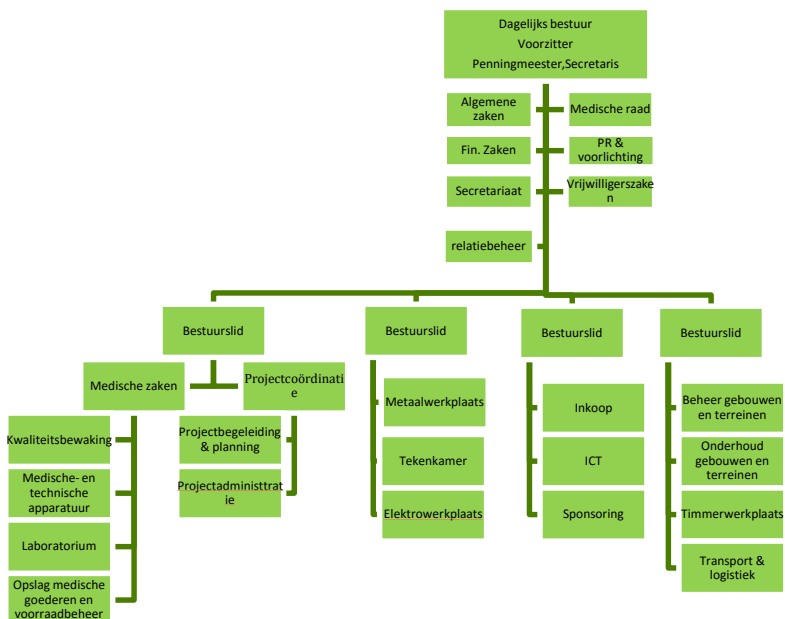 Dagelijks bestuur
Voorzitter
Penningmeester,Secretaris
Algemene
zaken
Medische raad
Fin. Zaken
PR &
voorlichting
Secretariaat
Vrijwilligerszake
n
relatiebeheer
Bestuurslid
Bestuurslid
Bestuurslid
Bestuurslid
Medische zaken
Projectcoördinati
e
Kwaliteitsbewaking
Medische- en
technische
apparatuur
Laboratorium
Opslag medische
goederen en
voorraadbeheer
Projectbegeleiding
& planning
Projectadministtrat
ie
Metaalwerkplaats
Tekenkamer
Elektrowerkplaats
Inkoop
ICT
Sponsoring
Beheer gebouwen
en terreinen
Onderhoud
gebouwen en
terreinen
Timmerwerkplaats
Transport &
logistiek